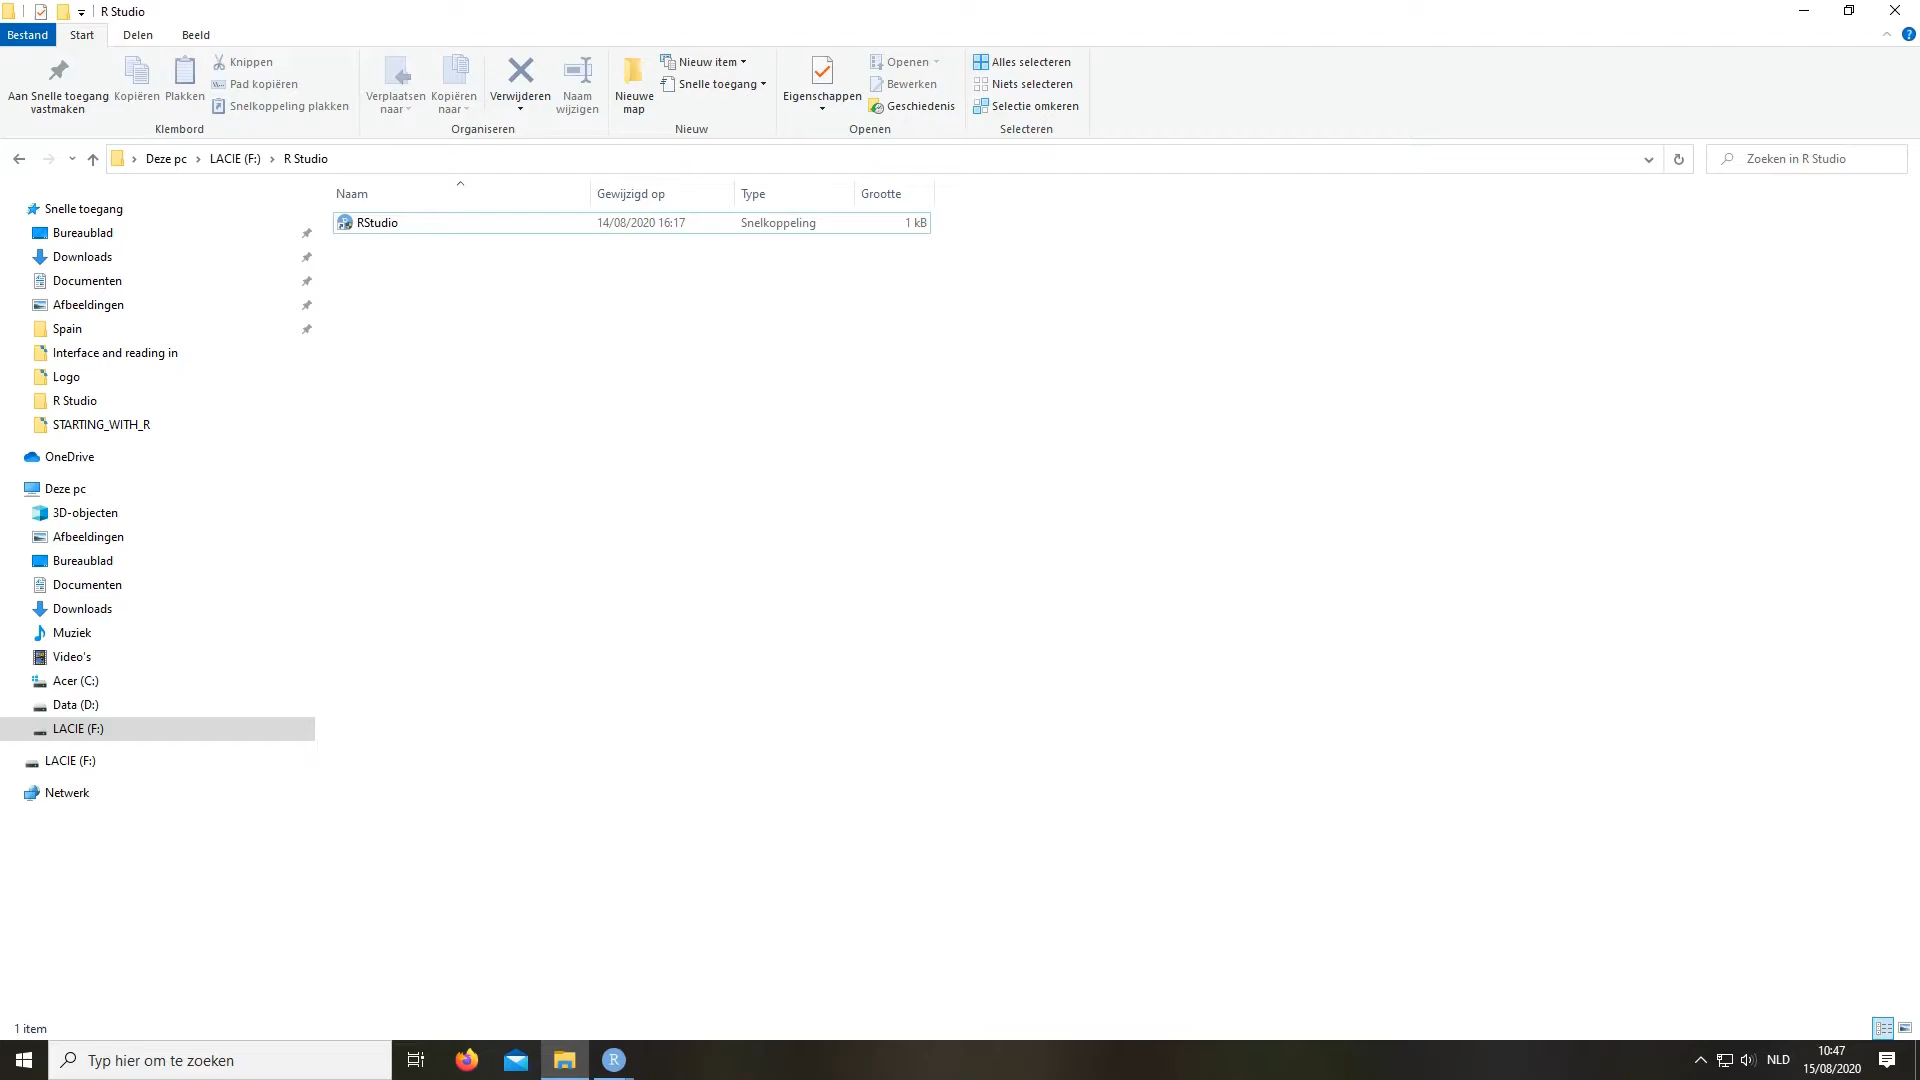 R Studio
Bestand Start Delen Beeld
Aan Snelle toegang
vastmaken
Kopiëren
Plakken
Knippen
Pad kopiëren
Snelkoppeling plakken
Klembord
Verplaatsen
naar
Kopiëren
naar
Verwijderen
Naam
wijzigen
Organiseren
Nieuwe
map
Nieuw item
Snelle toegang
Nieuw
Eigenschappen
Openen
Bewerken
Geschiedenis
Openen
Alles selecteren
Niets selecteren
Selectie omkeren
Selecteren
Deze pc LACIE (F:) R Studio
Zoeken in R Studio
Naam Gewijzigd op Type Grootte
RStudio 14/08/2020 16:17 Snelkoppeling 1 kB
Snelle toegang
Bureaublad
Downloads
Documenten
Afbeeldingen
Spain
Interface and reading in
Logo
R Studio
STARTING_WITH_R
OneDrive
Deze pc
3D-objecten
Afbeeldingen
Bureaublad
Documenten
Downloads
Muziek
Video's
Acer (C:)
Data (D:)
LACIE (F:)
LACIE (F:)
Netwerk
1 item
Typ hier om te zoeken
R
NLD
10:47
15/08/2020